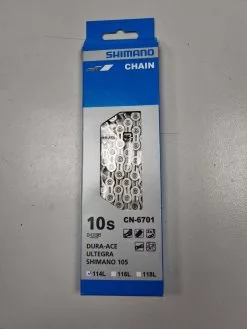 SHIMANO
CHAIN
10s
CN-6701
DURA-ACE
ULTEGRA
SHIMANO 105
114L 116L 118L